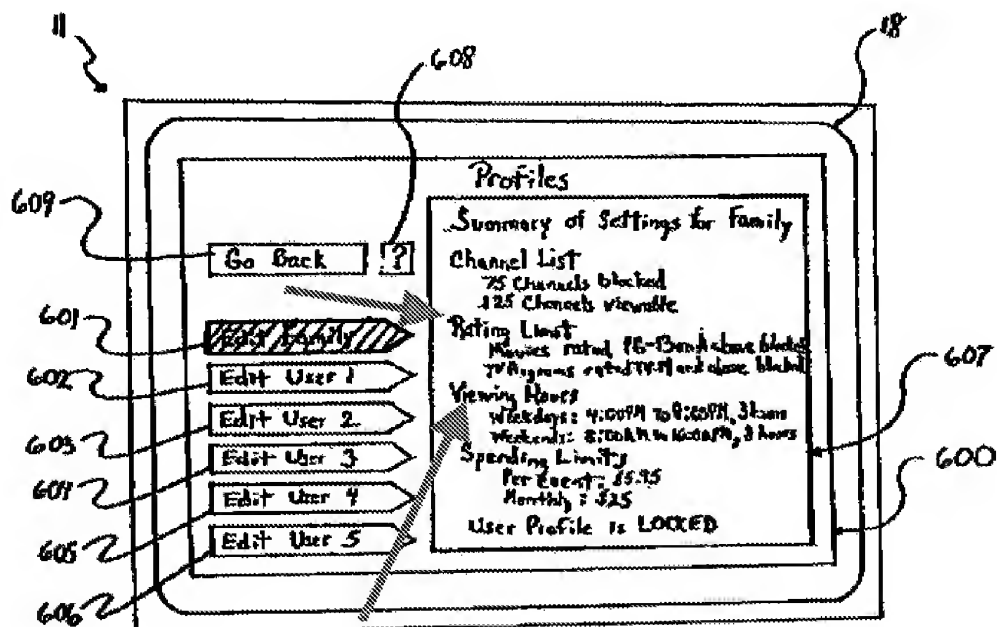 11
18
608
Profiles
609
Summary of Settings for Family
Go Back
?
Channel List
75 Channels blocked
125 Channels viewable
601
Edit Family
Rating Limit
Movies rated PG-13 and above blocked
TV Programs rated and above blocked
602
Edit User 1
607
Viewing Hours
603
Edit User 2
Weekdays: 4:00PM to 8:00PM, 3 hours
Weekends: 8:00AM to 10:00PM, 8 hours
604
Edit User 3
Spending Limits
600
Per Event: $5.95
605
Edit User 4
Monthly: $25
606
Edit User 5
User Profile is LOCKED